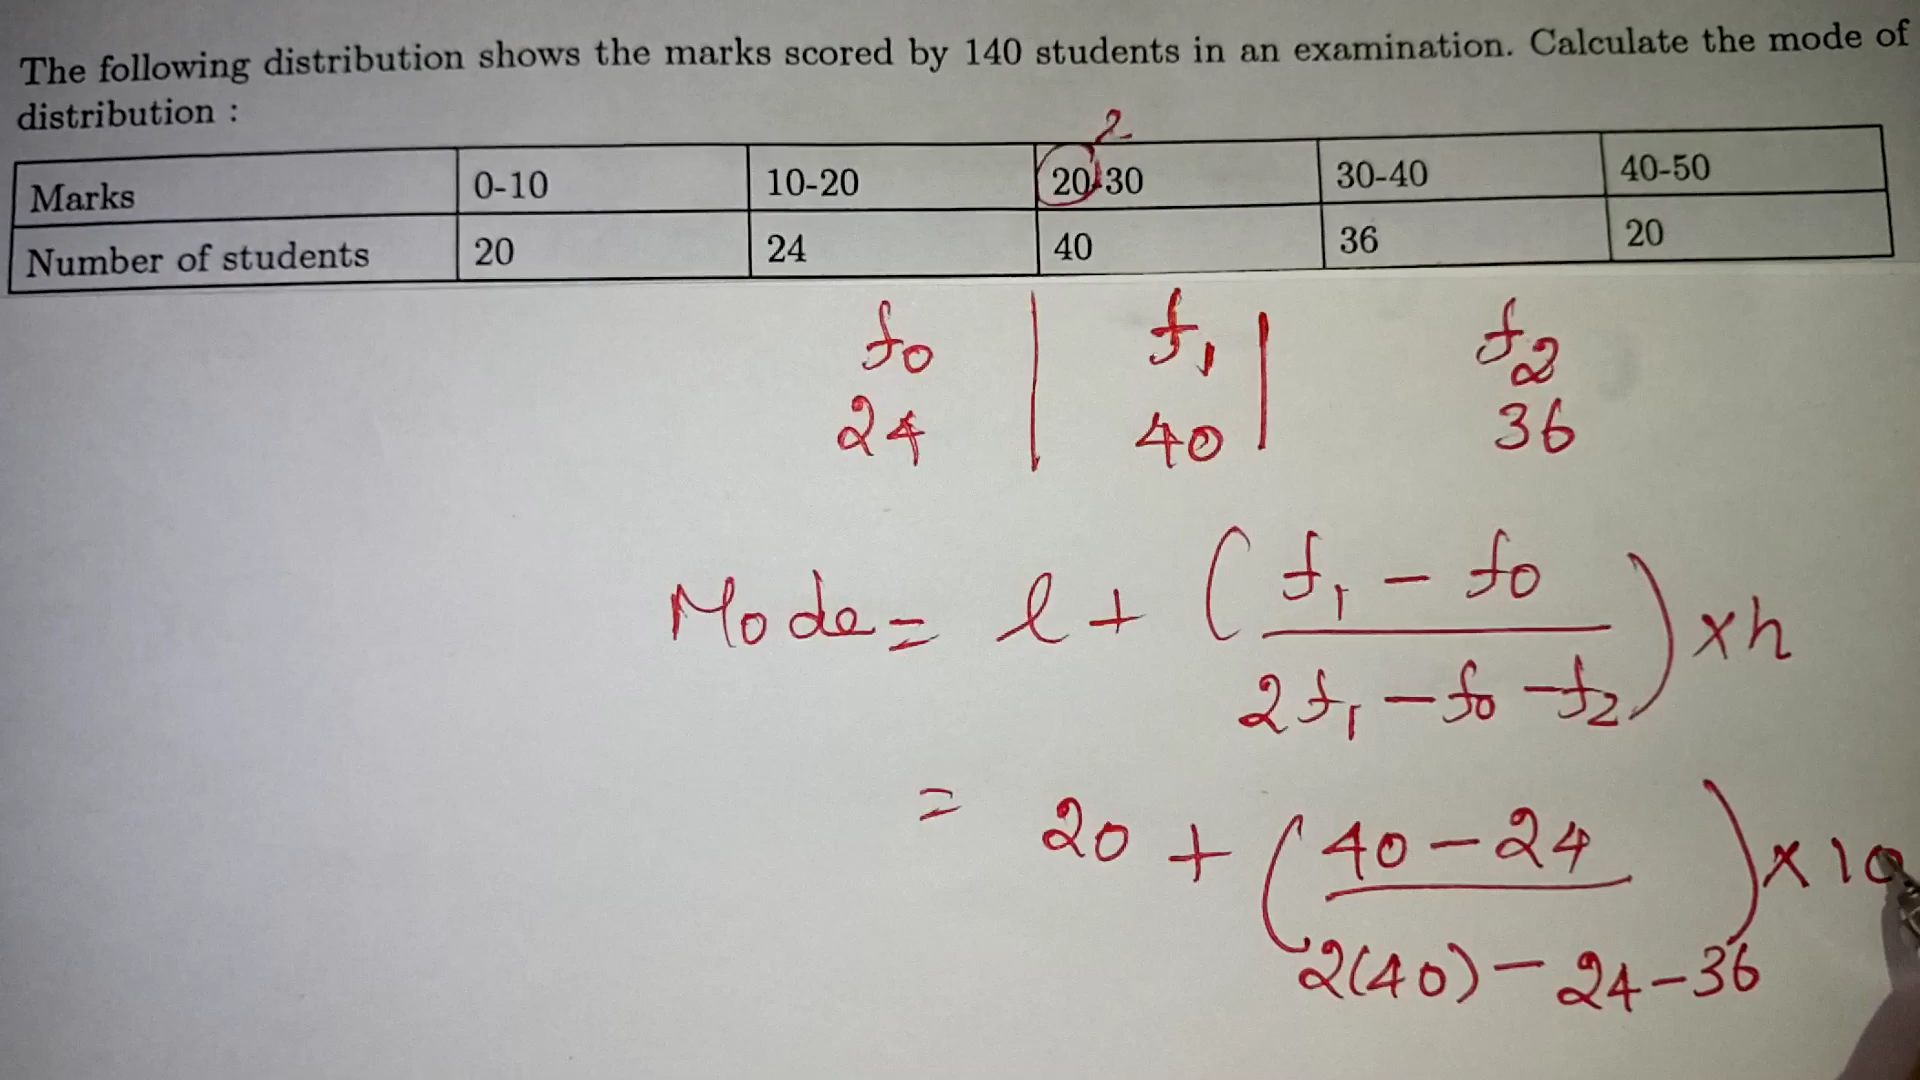 The following distribution shows the marks scored by 140 students in an examination. Calculate the mode of
distribution :
2
Marks 0-10 10-20 20-30 30-40 40-50
Number of students 20 24 40 36 20
f0 | f1 | f2
24 40 36
Mode = l + (f1 - f0 / 2f1 - f0 - f2) × h
= 20 + (40 - 24 / 2(40) - 24 - 36) × 10